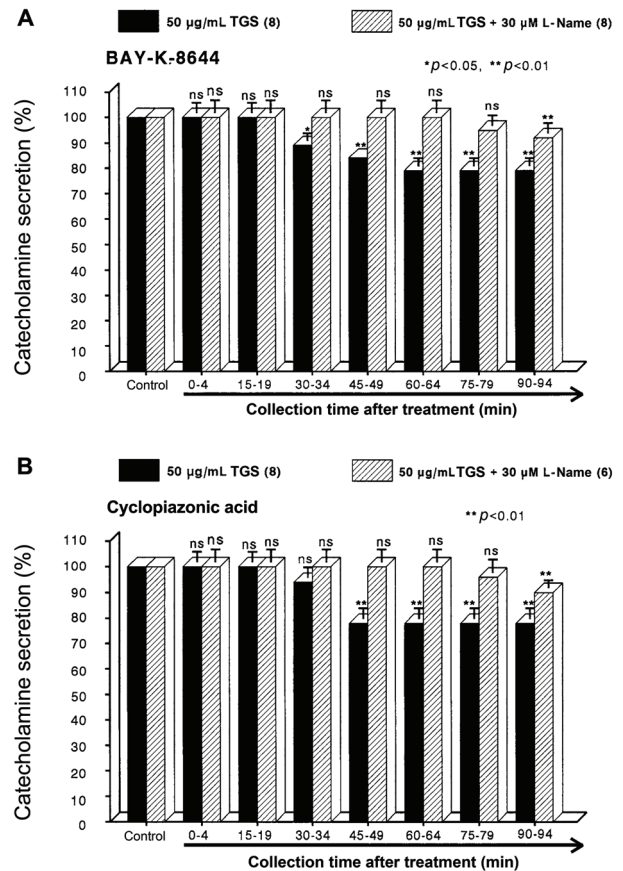 A
50 µg/mL TGS (8)
50 µg/mL TGS + 30 µM L-Name (8)
BAY-K-8644
*p<0.05, **p<0.01
Catecholamine secretion (%)
110
100
90
80
70
60
50
40
30
20
10
0
ns ns ns ns * ns ** ns ** ns ** ns ** **
Control 0-4 15-19 30-34 45-49 60-64 75-79 90-94
Collection time after treatment (min)
B
50 µg/mL TGS (8)
50 µg/mL TGS + 30 µM L-Name (6)
Cyclopiazonic acid
**p<0.01
Catecholamine secretion (%)
110
100
90
80
70
60
50
40
30
20
10
0
ns ns ns ns ns ns ** ns ** ns ** ns ** **
Control 0-4 15-19 30-34 45-49 60-64 75-79 90-94
Collection time after treatment (min)